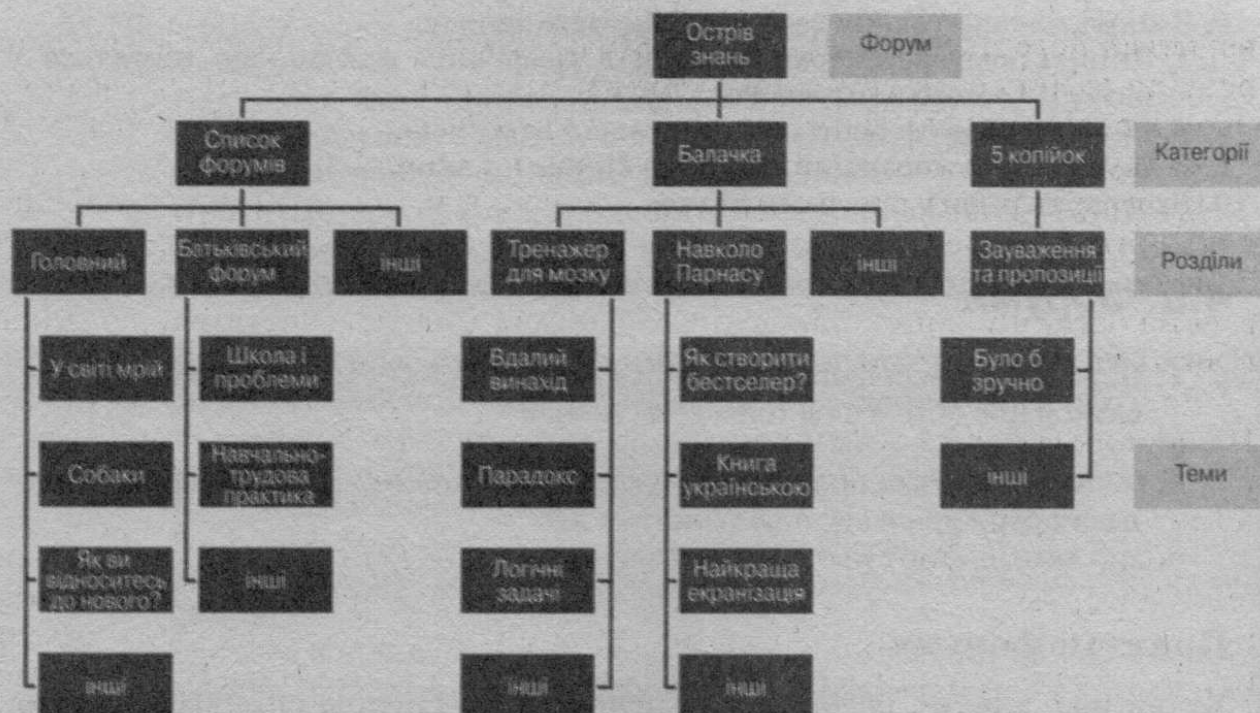 Острів
знань
Форум
Список
форумів
Балачка
5 копійок
Категорії
Головний
Батьківський
форум
інші
Тренажер
для мозку
Навколо
Парнасу
інші
Зауваження
та пропозиції
Розділи
У світі мрій
Школа і
проблеми
Вдалий
винахід
Як створити
бестселер?
Було б
зручно
Собаки
Навчально-
трудова
практика
Парадокс
Книга
українською
інші
Теми
Як ви
відноситесь
до нового?
інші
Логічні
задачі
Найкраща
екранізація
інші
інші
інші